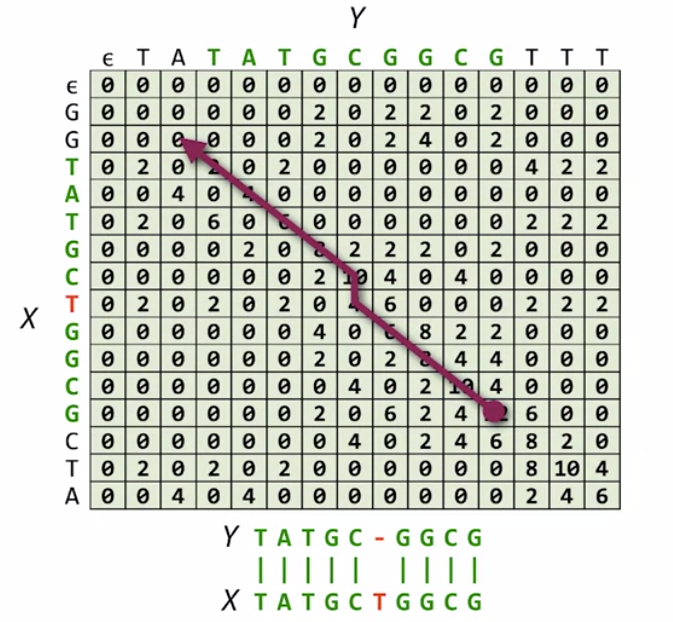 Y
ϵ T A T A T G C G G C G T T T
ϵ 0 0 0 0 0 0 0 0 0 0 0 0 0 0 0
G 0 0 0 0 0 0 2 0 2 2 0 2 0 0 0
G 0 0 0 0 0 0 2 0 2 4 0 2 0 0 0
T 0 2 0 2 0 2 0 0 0 0 0 0 4 2 2
A 0 0 4 0 4 0 0 0 0 0 0 0 0 0 0
T 0 2 0 6 0 6 0 0 0 0 0 0 2 2 2
G 0 0 0 0 2 0 8 2 2 2 0 2 0 0 0
C 0 0 0 0 0 0 2 10 4 0 4 0 0 0 0
T 0 2 0 2 0 2 0 4 6 0 0 0 2 2 2
X
G 0 0 0 0 0 0 4 0 6 8 2 2 0 0 0
G 0 0 0 0 0 0 2 0 2 8 4 4 0 0 0
C 0 0 0 0 0 0 0 4 0 2 10 4 0 0 0
G 0 0 0 0 0 0 2 0 6 2 4 12 6 0 0
C 0 0 0 0 0 0 0 4 0 2 4 6 8 2 0
T 0 2 0 2 0 2 0 0 0 0 0 0 8 10 4
A 0 0 4 0 4 0 0 0 0 0 0 0 2 4 6
Y T A T G C - G G C G
| | | | | | | | |
X T A T G C T G G C G